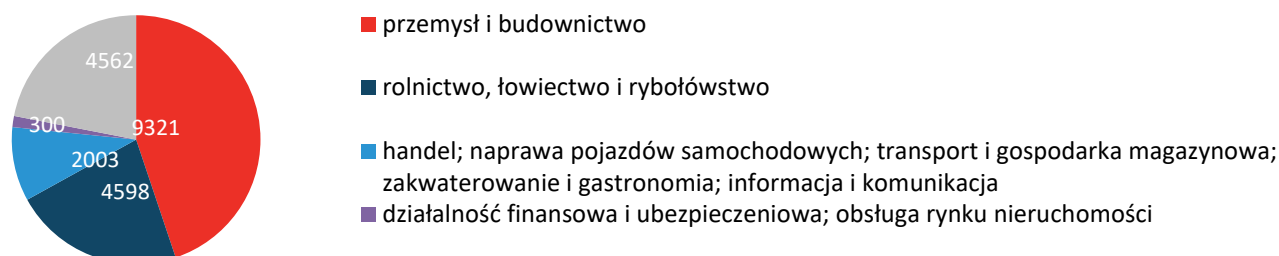 4562
300
9321
2003
4598
przemysł i budownictwo
rolnictwo, łowiectwo i rybołówstwo
handel; naprawa pojazdów samochodowych; transport i gospodarka magazynowa;
zakwaterowanie i gastronomia; informacja i komunikacja
działalność finansowa i ubezpieczeniowa; obsługa rynku nieruchomości